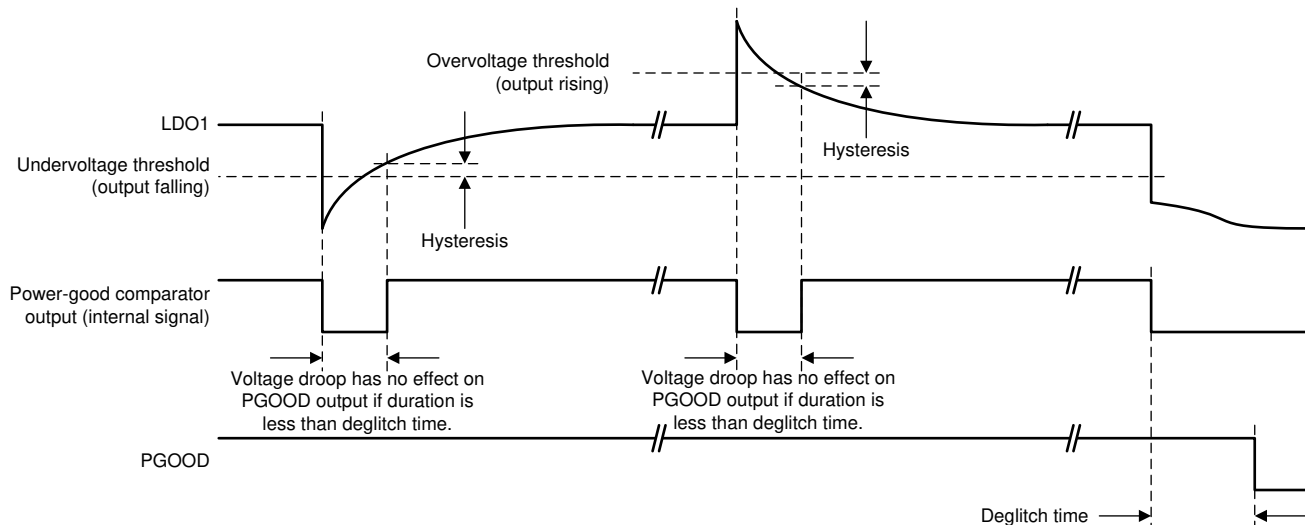 Overvoltage threshold
(output rising)
LDO1
Hysteresis
Undervoltage threshold
(output falling)
Hysteresis
Power-good comparator
output (internal signal)
Voltage droop has no effect on
PGOOD output if duration is
less than deglitch time.
Voltage droop has no effect on
PGOOD output if duration is
less than deglitch time.
PGOOD
Deglitch time